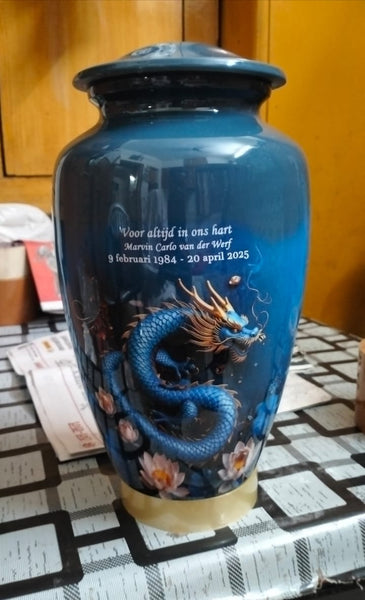 Voor altijd in ons hart
Marvin Carlo van der Werf
9 februari 1984 - 20 april 2025